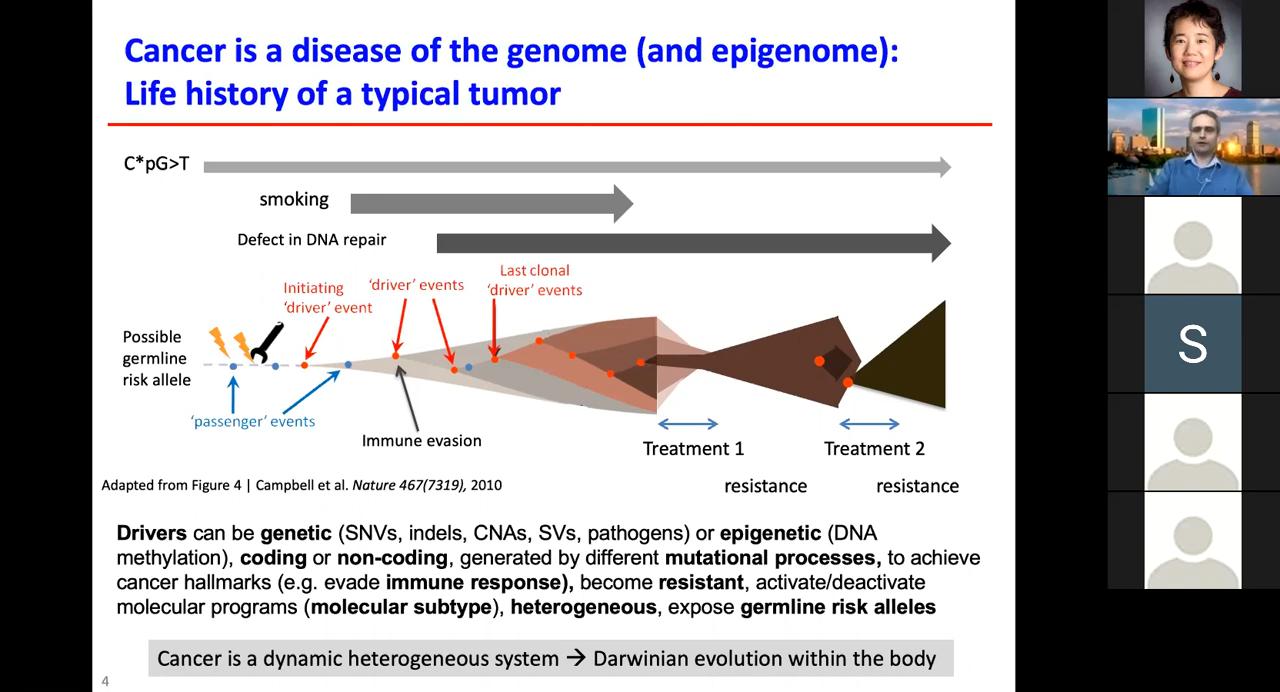 Cancer is a disease of the genome (and epigenome):
Life history of a typical tumor
C*pG>T
smoking
Defect in DNA repair
Initiating
‘driver’ event
‘driver’ events
Last clonal
‘driver’ events
Possible
germline
risk allele
‘passenger’ events
Immune evasion
Treatment 1
Treatment 2
resistance
resistance
Adapted from Figure 4 | Campbell et al. Nature 467(7319), 2010
Drivers can be genetic (SNVs, indels, CNAs, SVs, pathogens) or epigenetic (DNA
methylation), coding or non-coding, generated by different mutational processes, to achieve
cancer hallmarks (e.g. evade immune response), become resistant, activate/deactivate
molecular programs (molecular subtype), heterogeneous, expose germline risk alleles
Cancer is a dynamic heterogeneous system → Darwinian evolution within the body
4
S